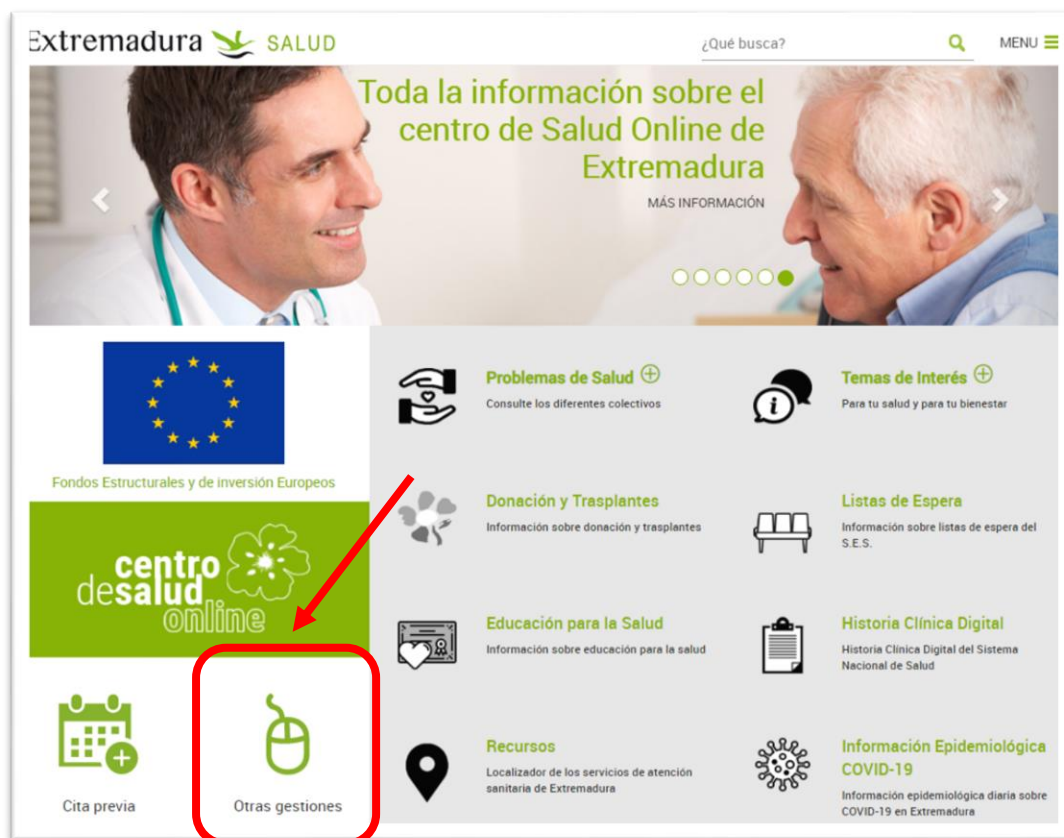 Extremadura SALUD
¿Qué busca?
MENU
Toda la información sobre el
centro de Salud Online de
Extremadura
MÁS INFORMACIÓN
Fondos Estructurales y de inversión Europeos
centro
desalud
online
Cita previa
Otras gestiones
Problemas de Salud
Consulte los diferentes colectivos
Temas de Interés
Para tu salud y para tu bienestar
Donación y Trasplantes
Información sobre donación y trasplantes
Listas de Espera
Información sobre listas de espera del
S.E.S.
Educación para la Salud
Información sobre educación para la salud
Historia Clínica Digital
Historia Clínica Digital del Sistema
Nacional de Salud
Recursos
Localizador de los servicios de atención
sanitaria de Extremadura
Información Epidemiológica
COVID-19
Información epidemiológica diaria sobre
COVID-19 en Extremadura